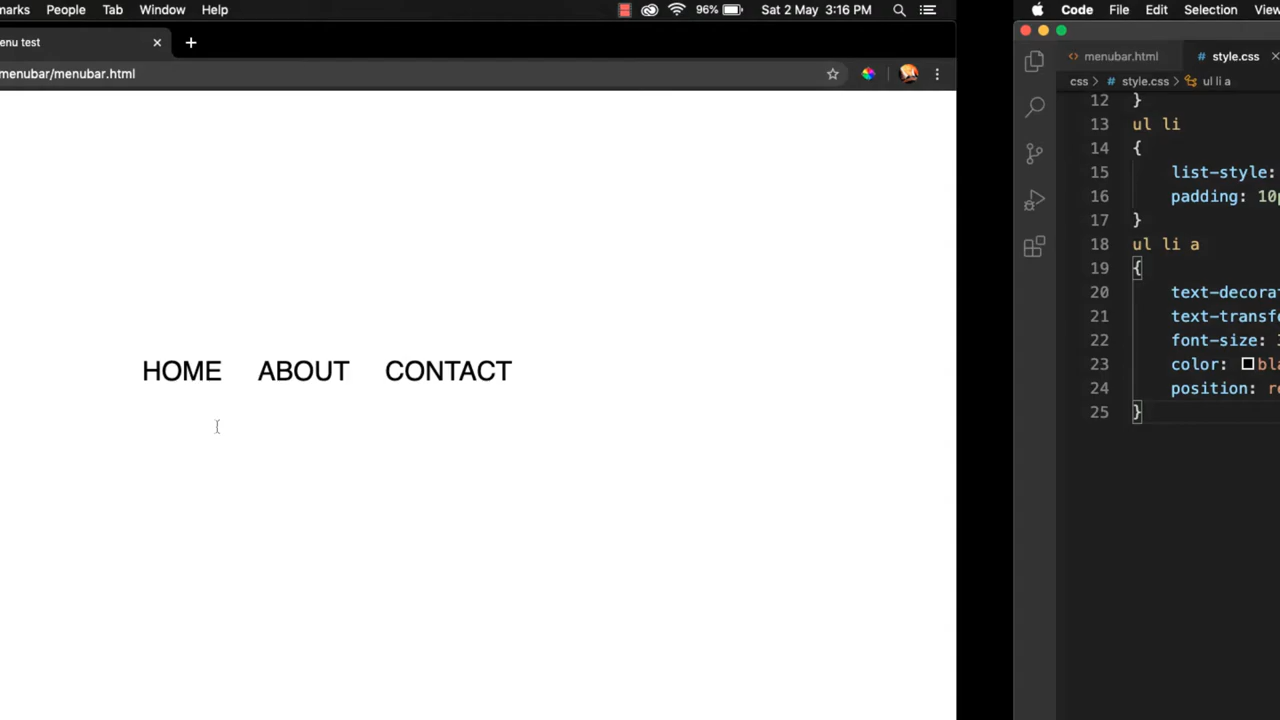 marks People Tab Window Help 96% Sat 2 May 3:16 PM
enu test
menubar/menubar.html
HOME ABOUT CONTACT
Code File Edit Selection View
menubar.html style.css
css > style.css > ul li a
12 }
13 ul li
14 {
15 list-style:
16 padding: 10p
17 }
18 ul li a
19 {
20 text-decorat
21 text-transfo
22 font-size:
23 color: bla
24 position: re
25 }